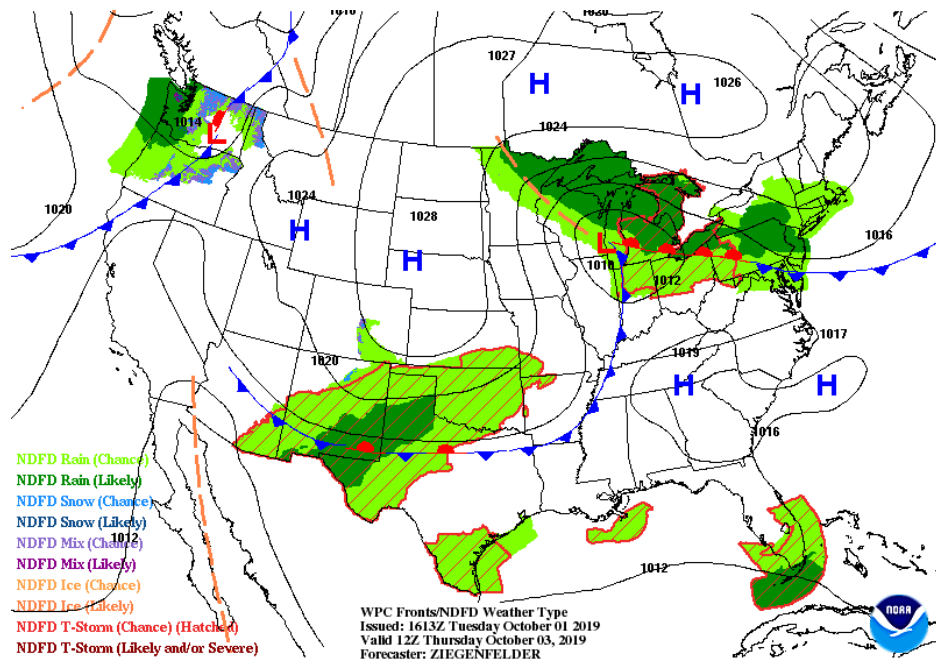 1027
1026
H
H
1014
L
1024
1024
1020
1028
H
H
1016
L
1010
1012
1017
1019
1020
H
H
1016
NDFD Rain (Chance)
NDFD Rain (Likely)
NDFD Snow (Chance)
NDFD Snow (Likely)
NDFD Mix (Chance)
1012
NDFD Mix (Likely)
1012
NDFD Ice (Chance)
NDFD Ice (Likely)
NDFD T-Storm (Chance) (Hatched)
NDFD T-Storm (Likely and/or Severe)
WPC Fronts/NDFD Weather Type
Issued: 1613Z Tuesday October 01 2019
Valid 12Z Thursday October 03, 2019
Forecaster: ZIEGENFELDER
NOAA